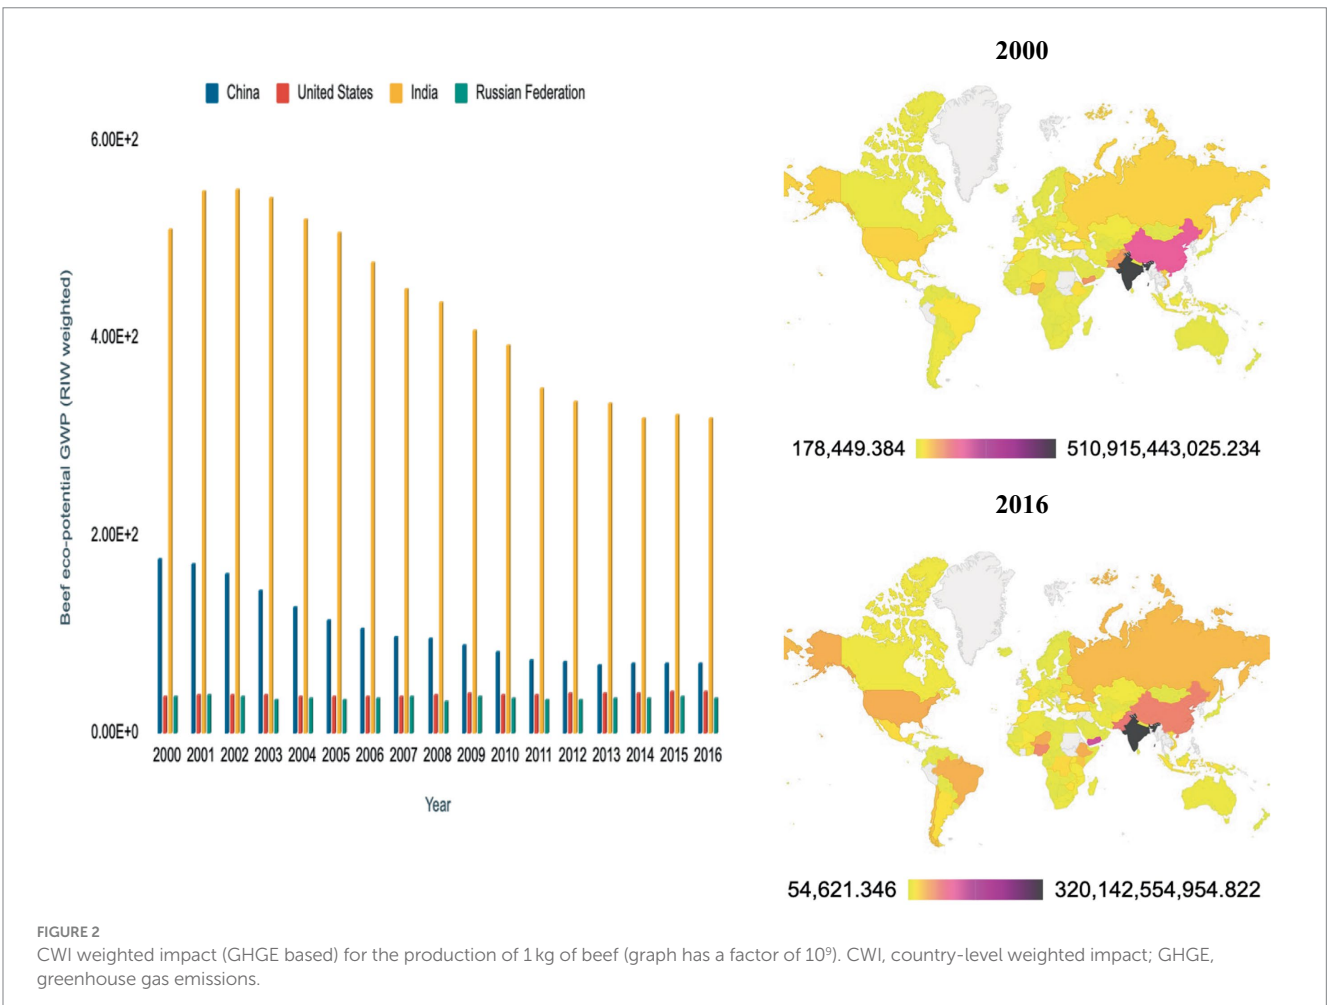 China United States India Russian Federation
Beef eco-potential GWP (RIW weighted)
6.00E+2
4.00E+2
2.00E+2
0.00E+0
2000 2001 2002 2003 2004 2005 2006 2007 2008 2009 2010 2011 2012 2013 2014 2015 2016
Year
2000
178,449.384 510,915,443,025.234
2016
54,621.346 320,142,554,954.822
FIGURE 2
CWI weighted impact (GHGE based) for the production of 1 kg of beef (graph has a factor of 10⁹). CWI, country-level weighted impact; GHGE,
greenhouse gas emissions.